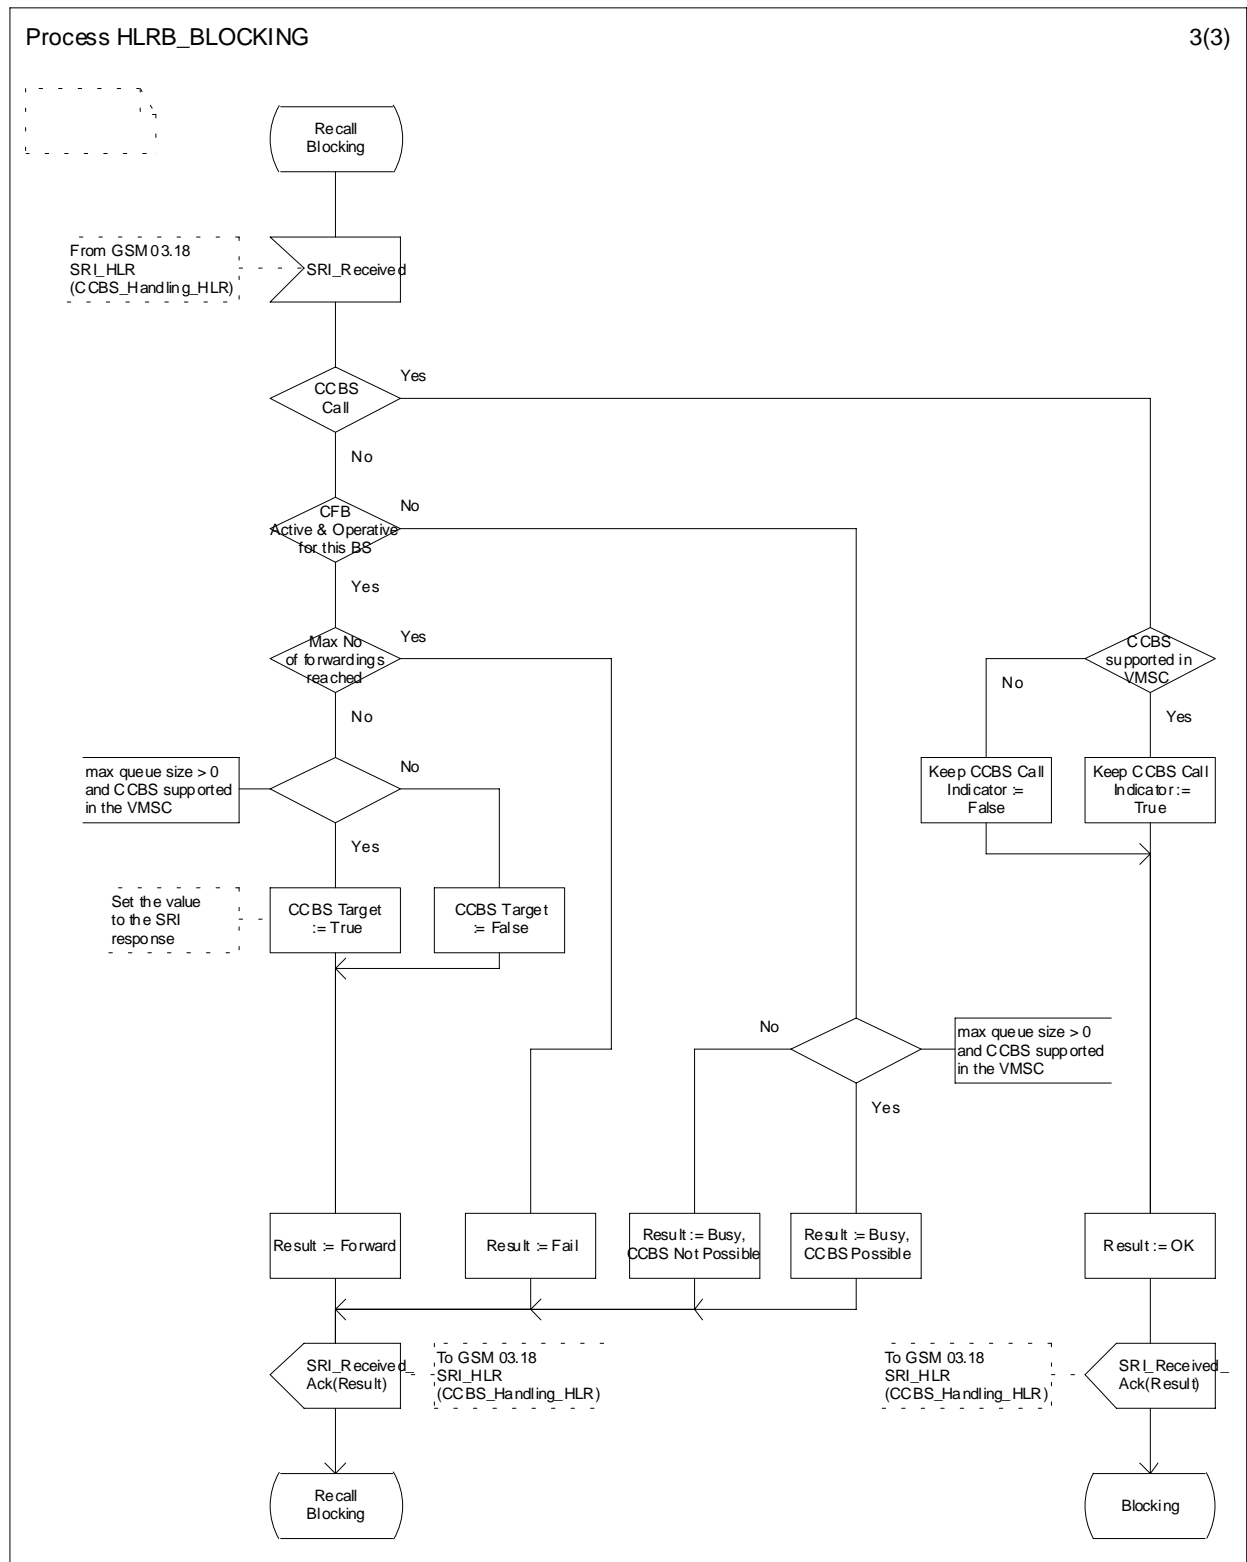 Process HLRB_BLOCKING
3(3)
Recall
Blocking
From GSM 03.18
SRI_HLR
(CCBS_Handling_HLR)
SRI_Received
CCBS
Call
Yes
No
CFB
Active & Operative
for this BS
No
Yes
Max No
of forwardings
reached
Yes
No
CCBS
supported in
VMSC
No
Yes
max queue size > 0
and CCBS supported
in the VMSC
No
Yes
Keep CCBS Call
Indicator :=
False
Keep CCBS Call
Indicator :=
True
Set the value
to the SRI
response
CCBS Target
:= True
CCBS Target
:= False
No
Yes
max queue size > 0
and CCBS supported
in the VMSC
Result := Forward
Result := Fail
Result := Busy,
CCBS Not Possible
Result := Busy,
CCBS Possible
Result := OK
SRI_Received_
Ack(Result)
To GSM 03.18
SRI_HLR
(CCBS_Handling_HLR)
To GSM 03.18
SRI_HLR
(CCBS_Handling_HLR)
SRI_Received_
Ack(Result)
Recall
Blocking
Blocking